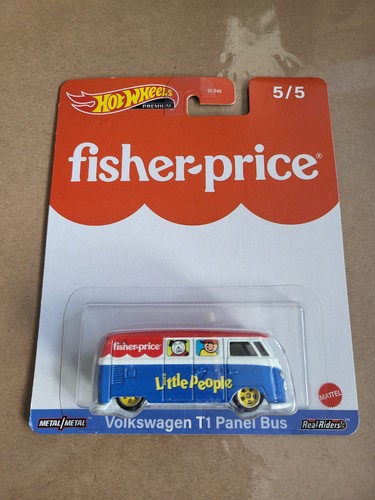 HOT WHEELS
PREMIUM
5/5
fisher-price®
fisher-price
Little People
MATTEL
METAL/METAL
Volkswagen T1 Panel Bus
Real Riders